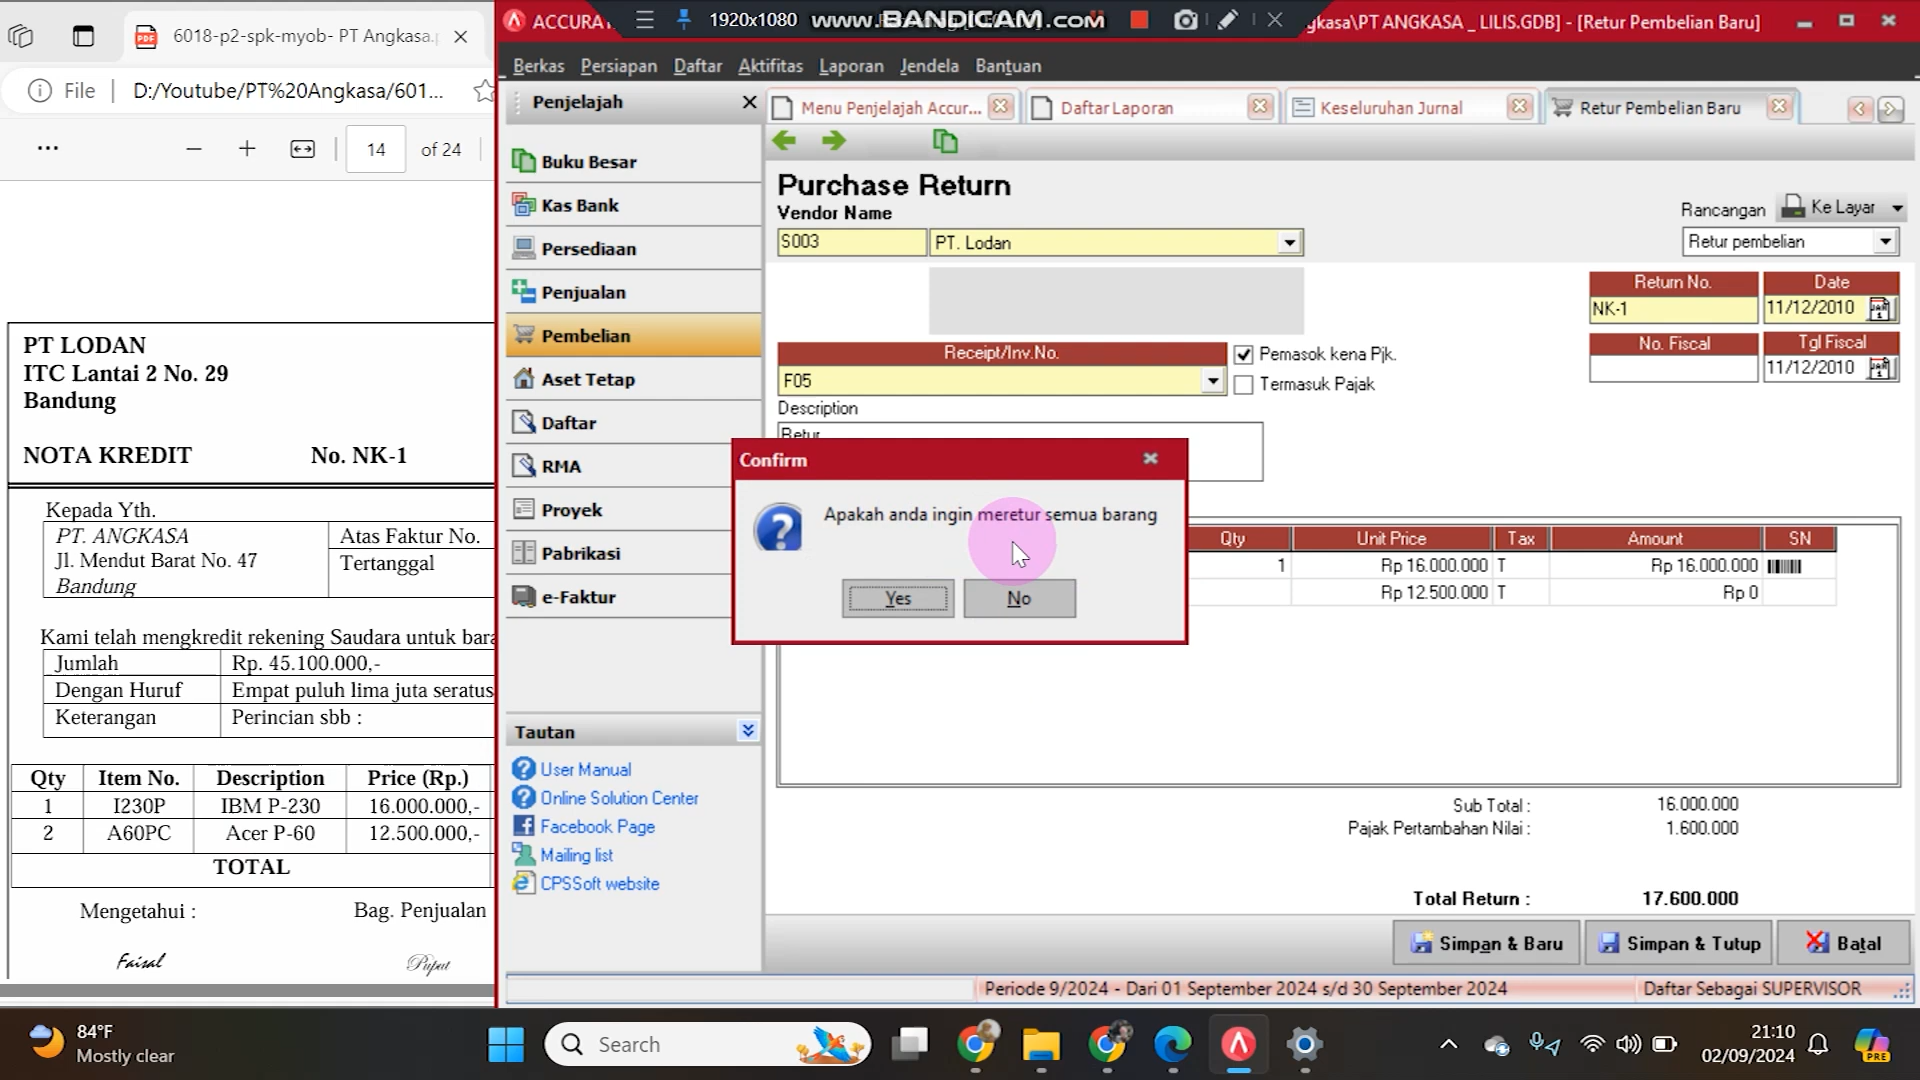 6018-p2-spk-myob- PT Angkasa.
File
D:/Youtube/PT%20Angkasa/601...
14
of 24
PT LODAN
ITC Lantai 2 No. 29
Bandung
NOTA KREDIT No. NK-1
Kepada Yth.
PT. ANGKASA
Jl. Mendut Barat No. 47
Bandung
Atas Faktur No.
Tertanggal
Kami telah mengkredit rekening Saudara untuk bara
Jumlah Rp. 45.100.000,-
Dengan Huruf Empat puluh lima juta seratus
Keterangan Perincian sbb :
Qty Item No. Description Price (Rp.)
1 I230P IBM P-230 16.000.000,-
2 A60PC Acer P-60 12.500.000,-
TOTAL
Mengetahui : Bag. Penjualan
Faisal Pupat
1920x1080 www.BANDICAM.com
gkasa\PT ANGKASA _ LILIS.GDB] - [Retur Pembelian Baru]
Berkas Persiapan Daftar Aktifitas Laporan Jendela Bantuan
Penjelajah
Menu Penjelajah Accur... Daftar Laporan Keseluruhan Jurnal Retur Pembelian Baru
Buku Besar
Kas Bank
Persediaan
Penjualan
Pembelian
Aset Tetap
Daftar
RMA
Proyek
Pabrikasi
e-Faktur
Tautan
User Manual
Online Solution Center
Facebook Page
Mailing list
CPSSoft website
Purchase Return
Vendor Name
S003 PT. Lodan
Rancangan Ke Layar
Retur pembelian
Return No. Date
NK-1 11/12/2010
No. Fiscal Tgl Fiscal
11/12/2010
Receipt/Inv.No.
F05
Pemasok kena Pjk.
Termasuk Pajak
Description
Retur
Confirm
Apakah anda ingin meretur semua barang
Yes No
Qty Unit Price Tax Amount SN
1 Rp 16.000.000 T Rp 16.000.000
Rp 12.500.000 T Rp 0
Sub Total : 16.000.000
Pajak Pertambahan Nilai : 1.600.000
Total Return : 17.600.000
Simpan & Baru Simpan & Tutup Batal
Periode 9/2024 - Dari 01 September 2024 s/d 30 September 2024 Daftar Sebagai SUPERVISOR
84°F
Mostly clear
Search
21:10
02/09/2024
PRE